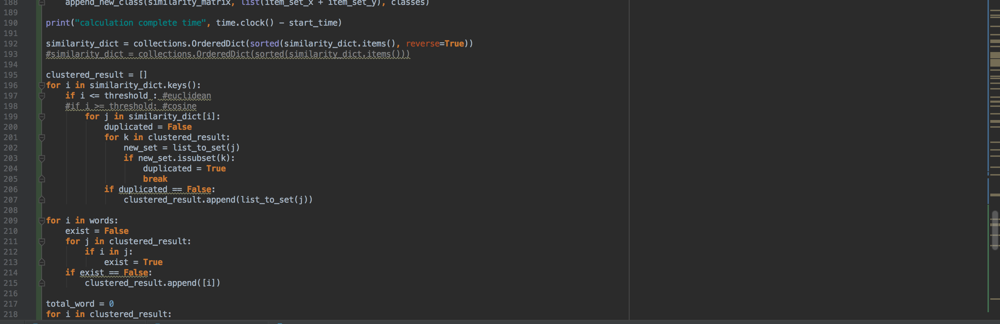 188 append_new_class(similarity_matrix, list(item_set_x + item_set_y), classes)
189
190 print("calculation complete time", time.clock() - start_time)
191
192 similarity_dict = collections.OrderedDict(sorted(similarity_dict.items(), reverse=True))
193 #similarity_dict = collections.OrderedDict(sorted(similarity_dict.items()))
194
195 clustered_result = []
196 for i in similarity_dict.keys():
197 if i <= threshold : #euclidean
198 #if i >= threshold: #cosine
199 for j in similarity_dict[i]:
200 duplicated = False
201 for k in clustered_result:
202 new_set = list_to_set(j)
203 if new_set.issubset(k):
204 duplicated = True
205 break
206 if duplicated == False:
207 clustered_result.append(list_to_set(j))
208
209 for i in words:
210 exist = False
211 for j in clustered_result:
212 if i in j:
213 exist = True
214 if exist == False:
215 clustered_result.append([i])
216
217 total_word = 0
218 for i in clustered_result: